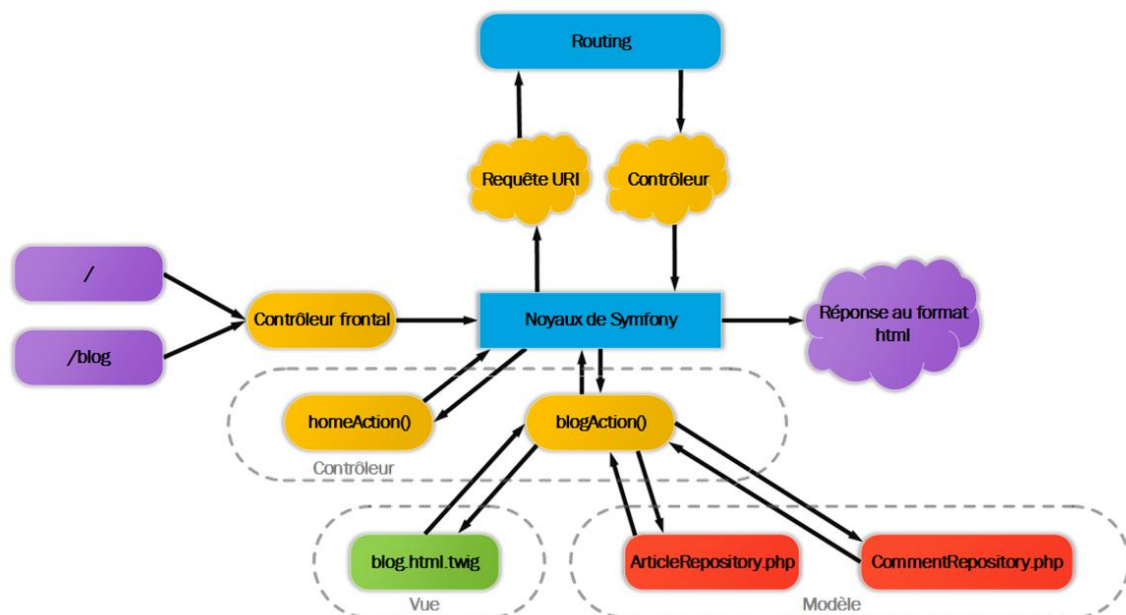 Routing
Requête URI
Contrôleur
/
/blog
Contrôleur frontal
Noyaux de Symfony
Réponse au format
html
homeAction()
blogAction()
Contrôleur
blog.html.twig
ArticleRepository.php
CommentRepository.php
Vue
Modèle